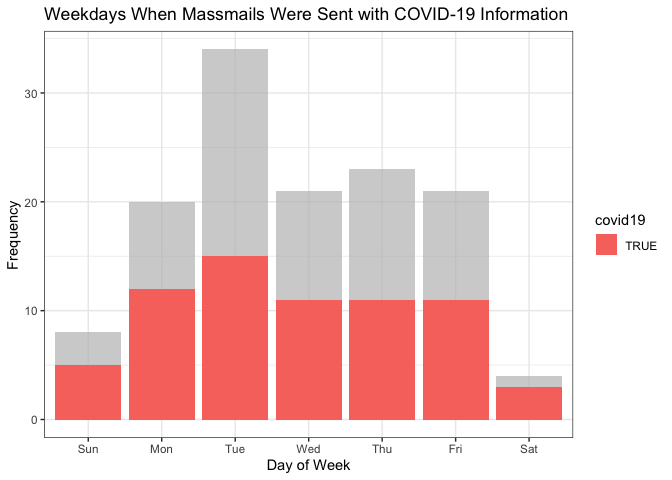 Weekdays When Massmails Were Sent with COVID-19 Information
Frequency
30
20
10
0
Sun Mon Tue Wed Thu Fri Sat
Day of Week
covid19
TRUE